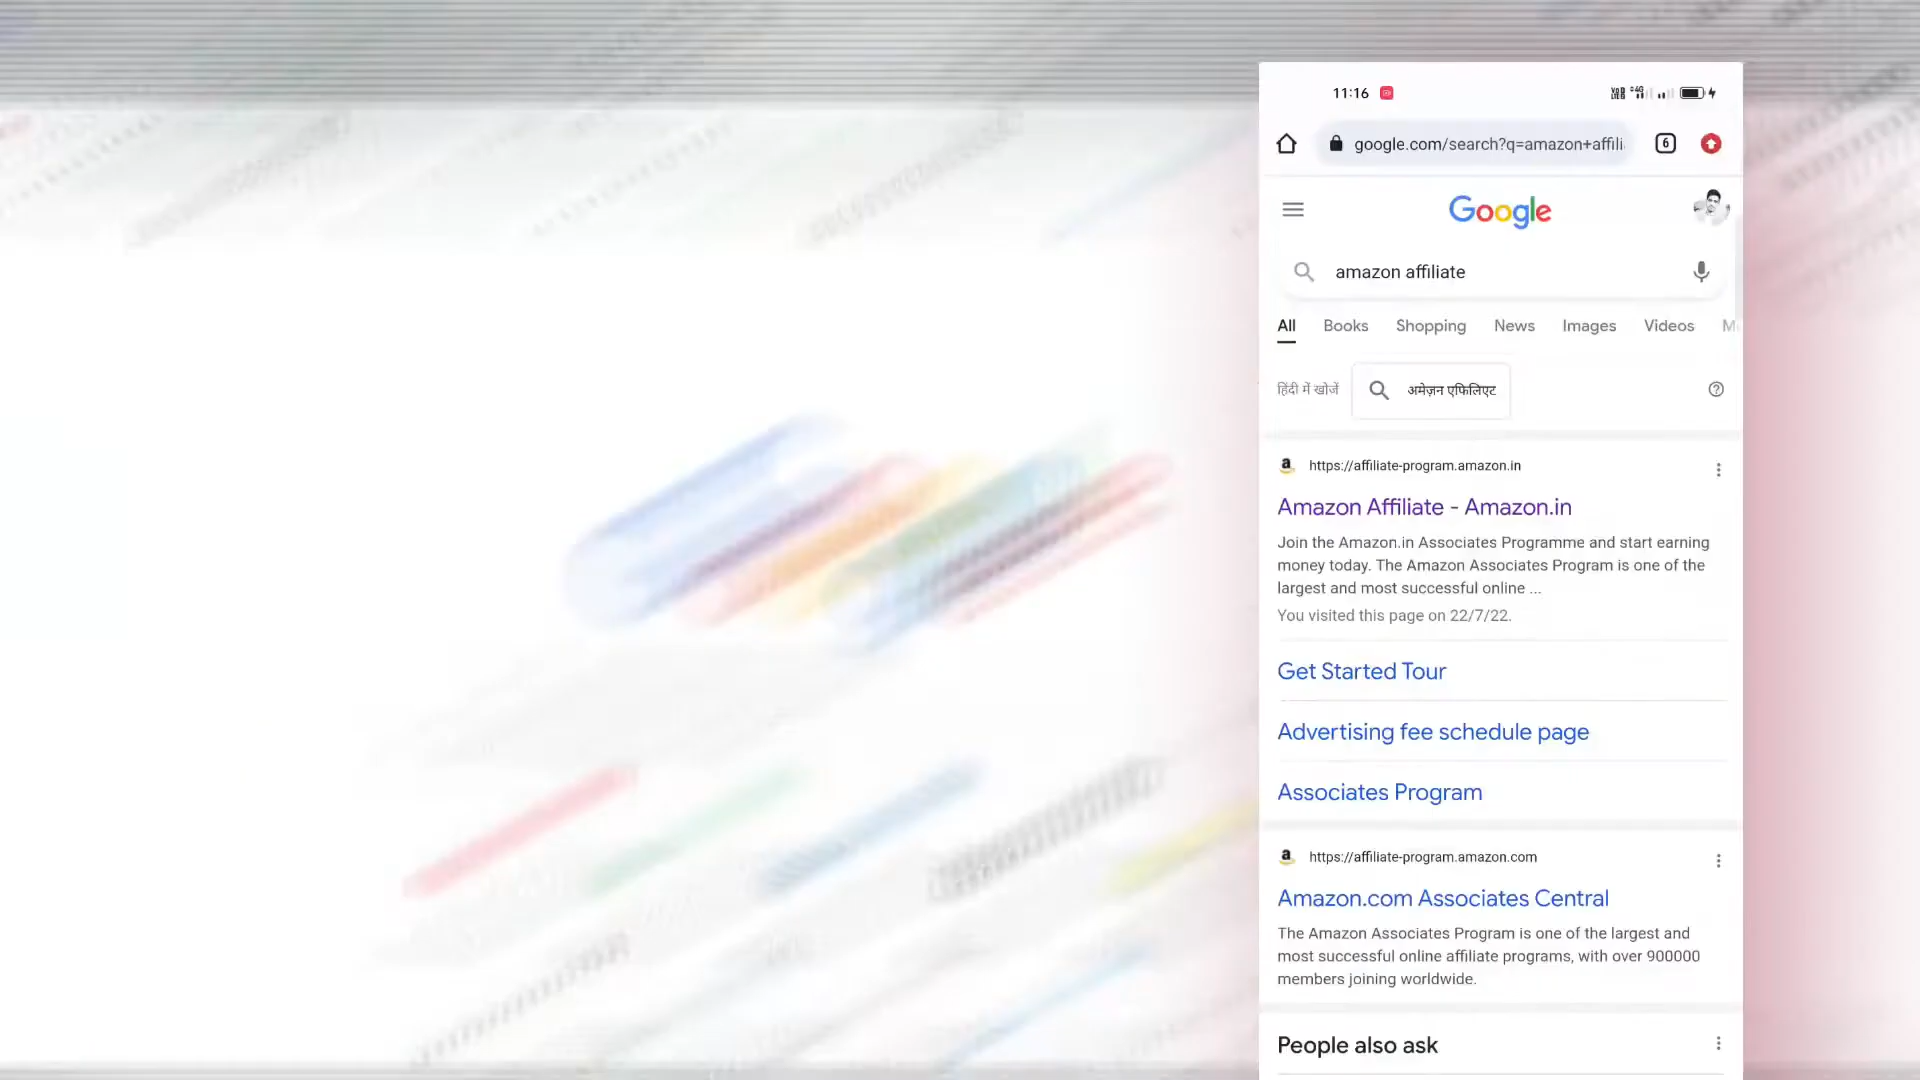 11:16
google.com/search?q=amazon+affili
6
Google
amazon affiliate
All Books Shopping News Images Videos
हिंदी में खोजें अमेज़न एफिलिएट
https://affiliate-program.amazon.in
Amazon Affiliate - Amazon.in
Join the Amazon.in Associates Programme and start earning
money today. The Amazon Associates Program is one of the
largest and most successful online ...
You visited this page on 22/7/22.
Get Started Tour
Advertising fee schedule page
Associates Program
https://affiliate-program.amazon.com
Amazon.com Associates Central
The Amazon Associates Program is one of the largest and
most successful online affiliate programs, with over 900000
members joining worldwide.
People also ask